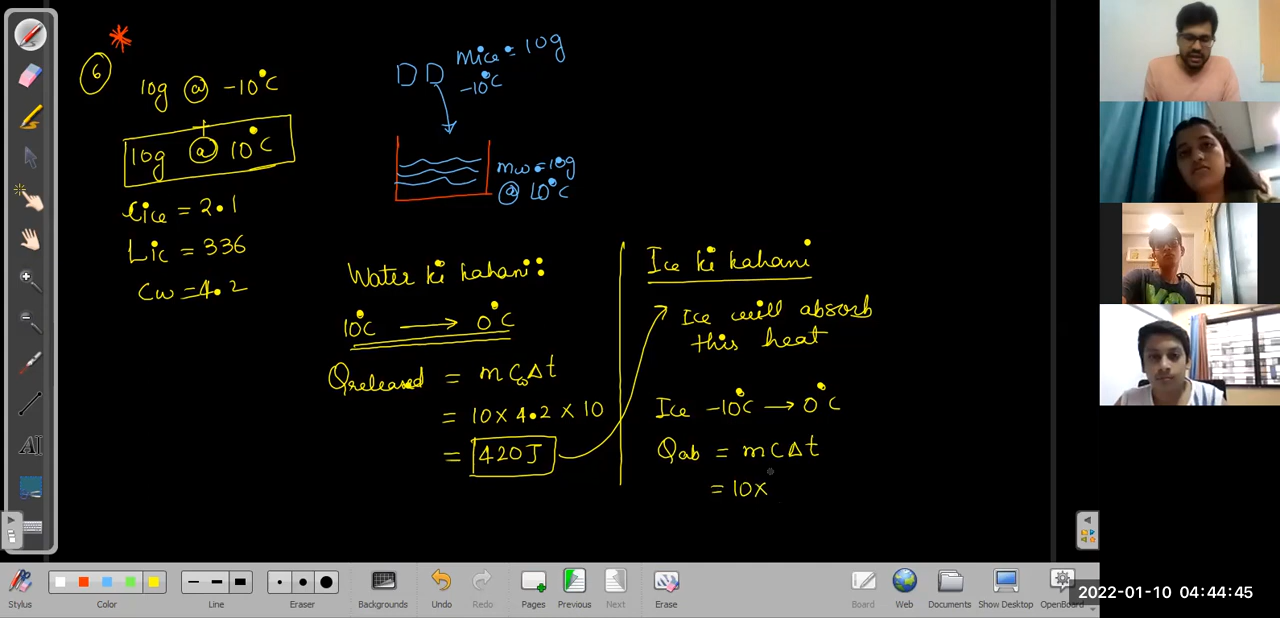 6
10g @ -10°C
10g @ 10°C
Cice = 2.1
Lic = 336
Cw = 4.2
Mice = 10g
-10°C
mw = 10g
@ 10°C
Water ki kahani:
10°C → 0°C
Qreleased = mCwΔt
= 10 × 4.2 × 10
= 420J
Ice ki kahani
Ice will absorb
this heat
Ice -10°C → 0°C
Qab = mCΔt
= 10×
Stylus
Color
Line
Eraser
Backgrounds
Undo
Redo
Pages
Previous
Next
Erase
Board
Web
Documents
Show Desktop
OpenBoard
2022-01-10 04:44:45